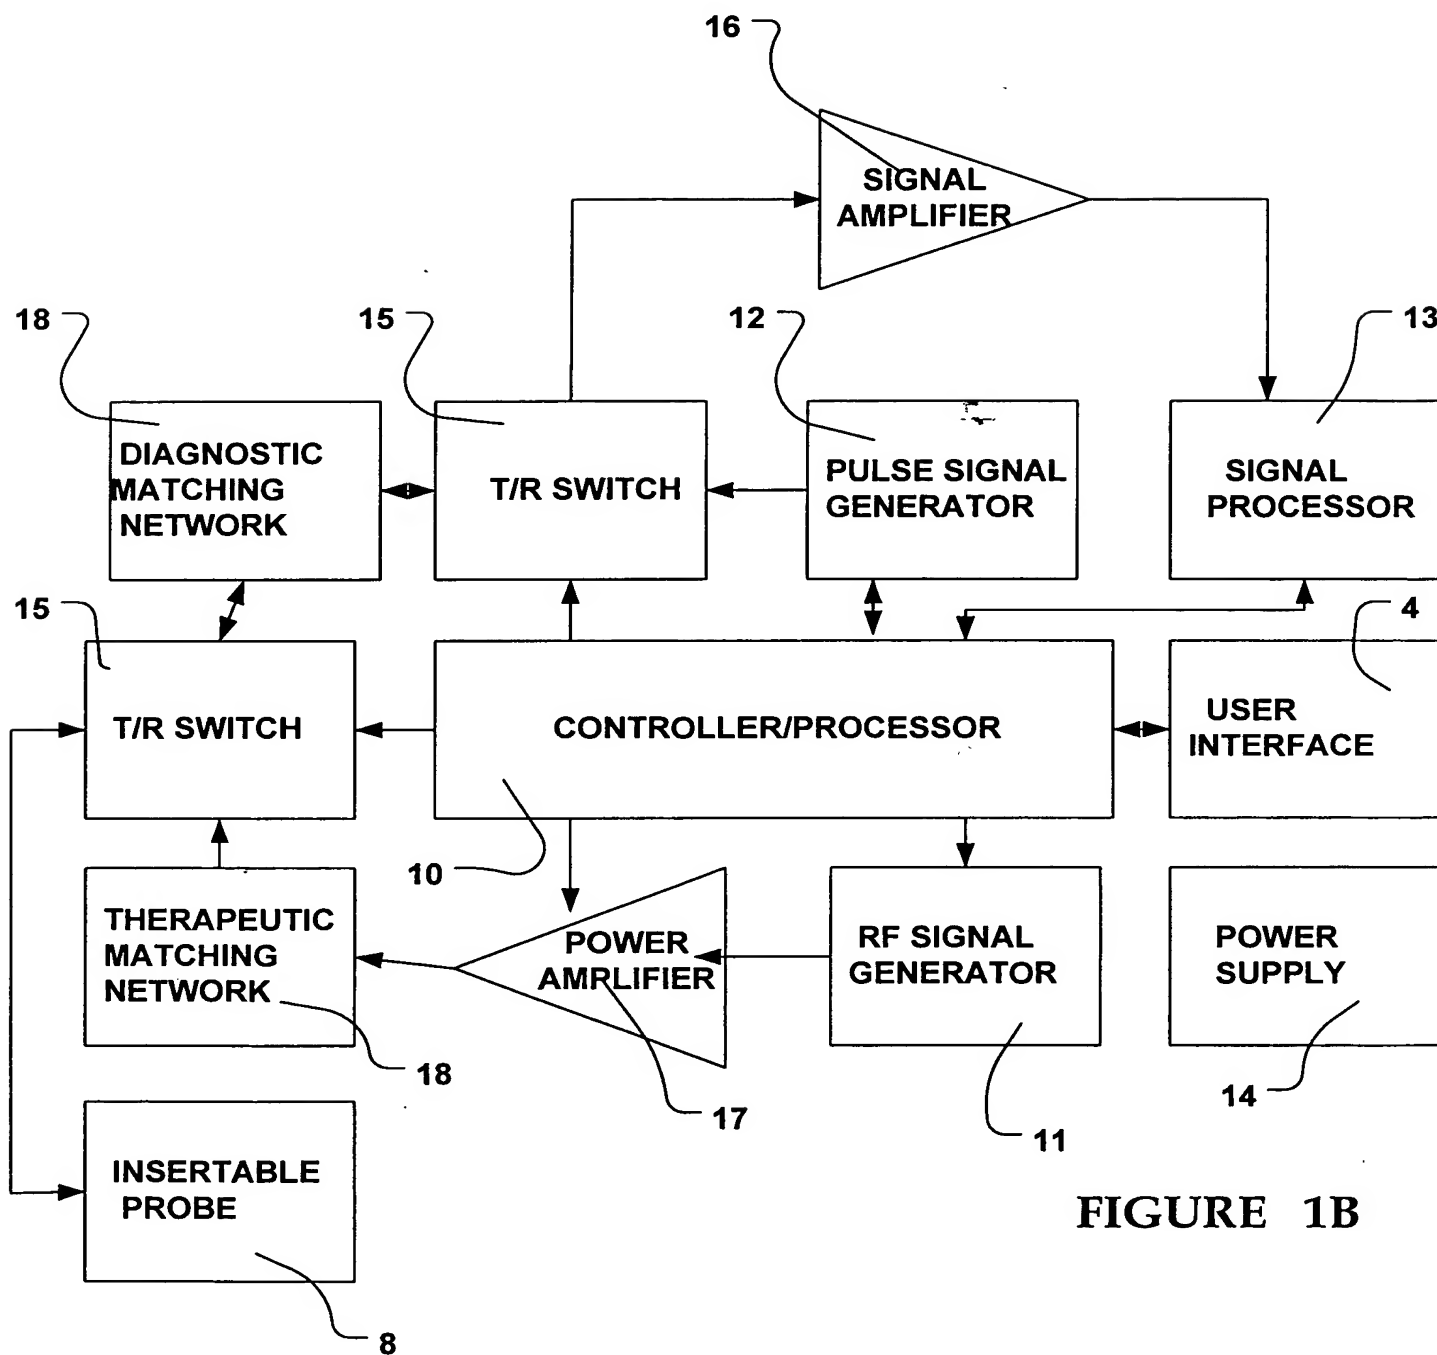 16
SIGNAL
AMPLIFIER
18
15
12
13
DIAGNOSTIC
MATCHING
NETWORK
T/R SWITCH
PULSE SIGNAL
GENERATOR
SIGNAL
PROCESSOR
15
4
T/R SWITCH
CONTROLLER/PROCESSOR
USER
INTERFACE
10
THERAPEUTIC
MATCHING
NETWORK
POWER
AMRLIFIER
RF SIGNAL
GENERATOR
POWER
SUPPLY
18
17
11
14
INSERTABLE
PROBE
8
FIGURE 1B